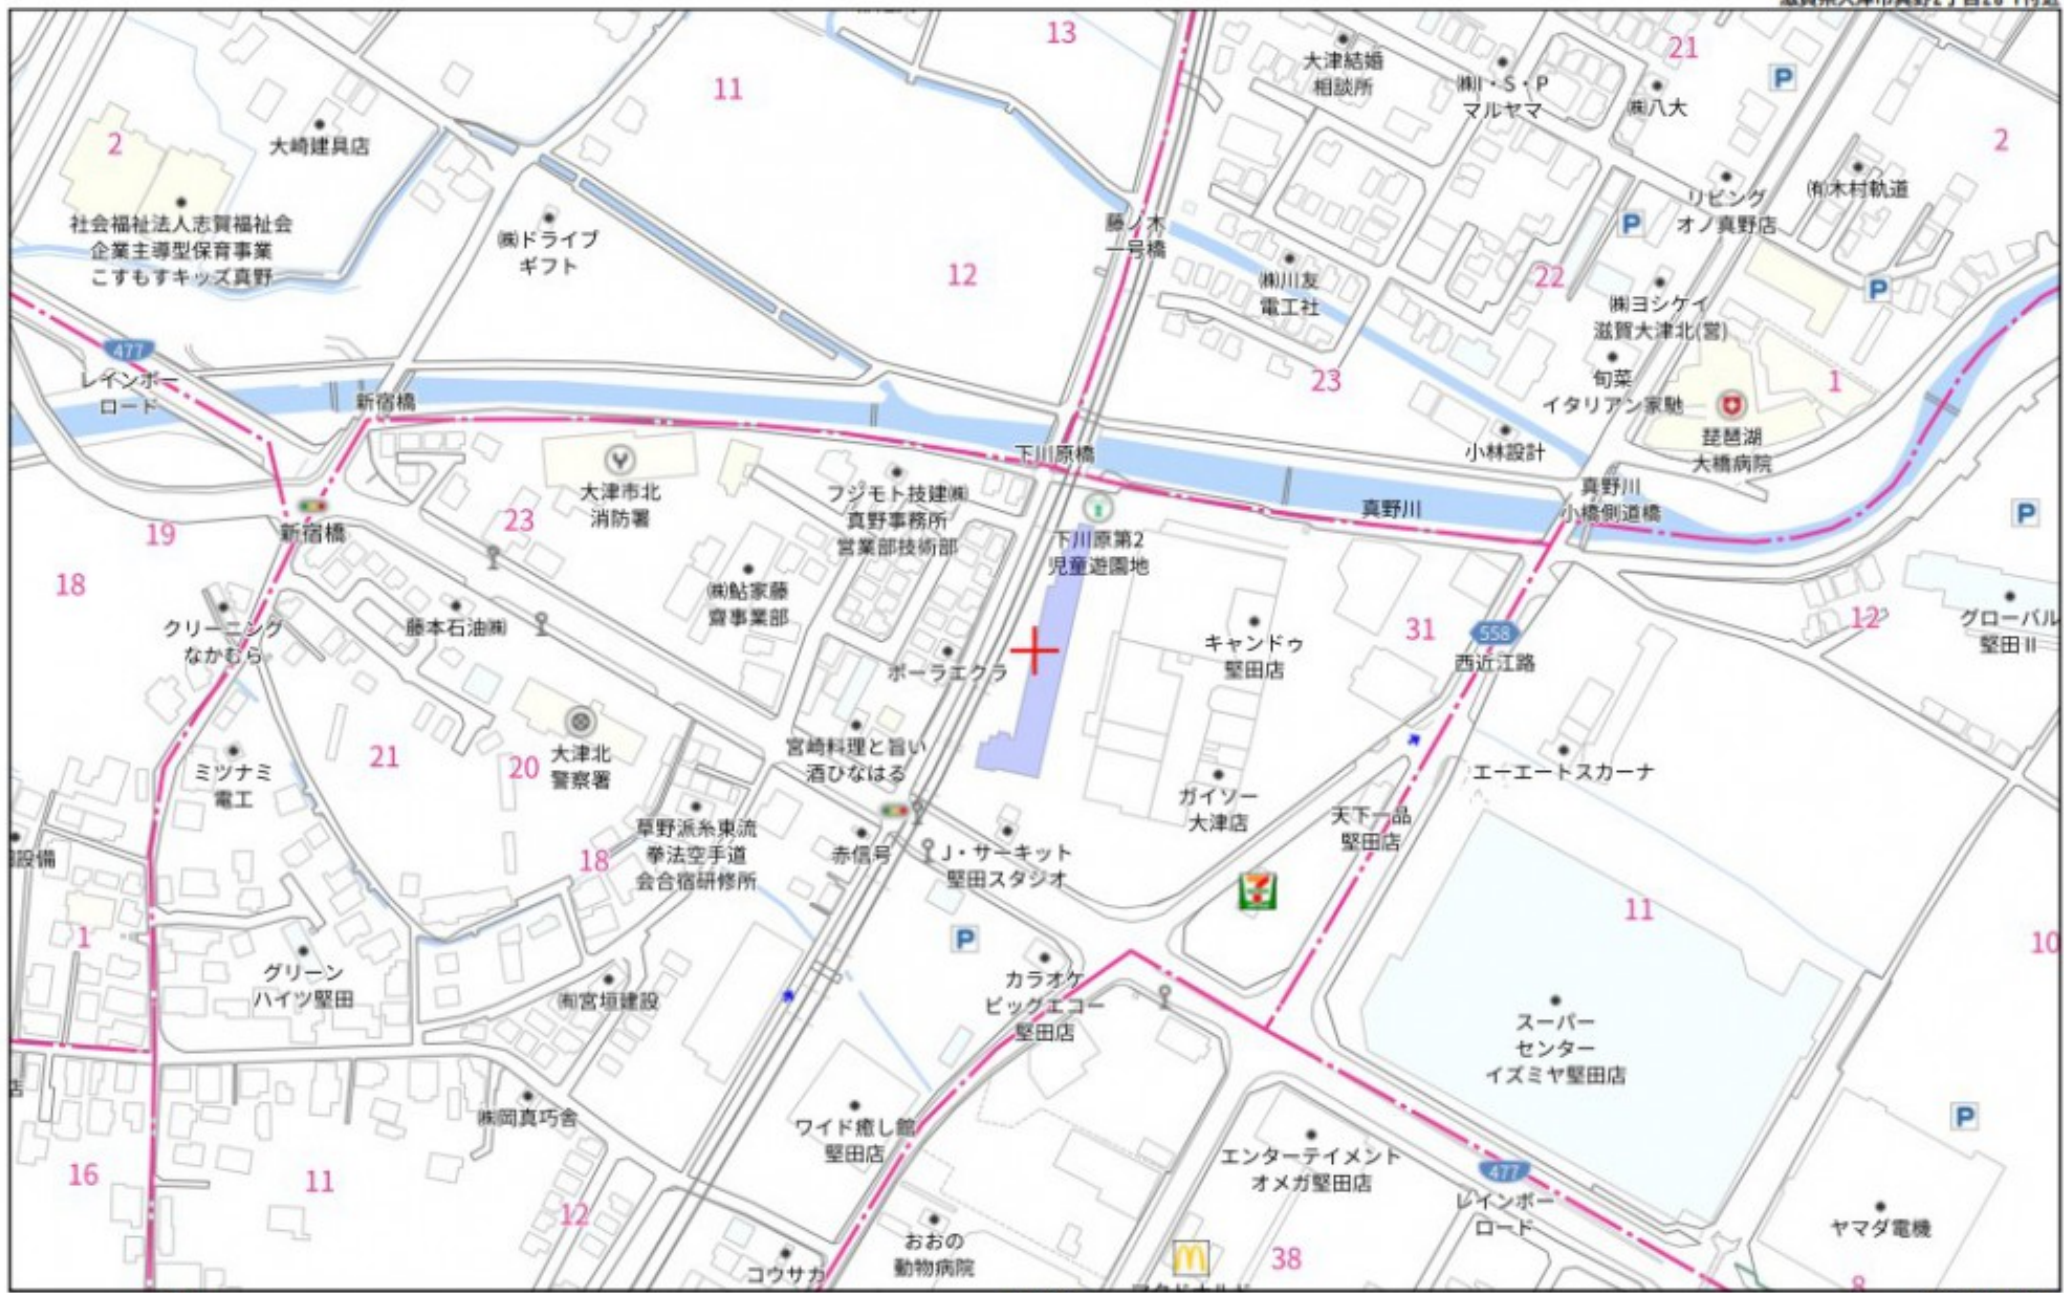 13
21
大津結婚
相談所
㈱I・S・P
マルヤマ
㈱八大
P
11
2
大崎建具店
2
社会福祉法人志賀福祉会
企業主導型保育事業
こすもすキッズ真野
㈱ドライブ
ギフト
12
藤ノ木
一号橋
㈱川友
電工社
P
22
リビング
オノ真野店
㈲木村軌道
P
㈱ヨシケイ
滋賀大津北(営)
旬菜
イタリアン家馳
23
1
477
レインボー
ロード
新宿橋
下川原橋
小林設計
琵琶湖
大橋病院
真野川
真野川
小橋側道橋
P
大津市北
消防署
23
フジモト技建㈱
真野事務所
営業部技術部
下川原第2
児童遊園地
19
新宿橋
18
㈱鮎家藤
齋事業部
クリーニング
なかむら
藤本石油㈱
ポーラエクラ
キャンドゥ
堅田店
31
558
西近江路
12
グローバル
堅田Ⅱ
ミツナミ
電工
21
20
大津北
警察署
宮崎料理と旨い
酒ひなはる
ガイソー
大津店
エーエートスカーナ
天下一品
堅田店
設備
18
草野派糸東流
拳法空手道
会合宿研修所
赤信号
J・サーキット
堅田スタジオ
1
P
11
10
グリーン
ハイツ堅田
㈲宮垣建設
カラオケ
ビッグエコー
堅田店
スーパー
センター
イズミヤ堅田店
店
㈱岡真巧舎
ワイド癒し館
堅田店
P
16
11
12
エンターテイメント
オメガ堅田店
477
レインボー
ロード
ヤマダ電機
おおの
動物病院
コウサカ
38
マクドナルド
8